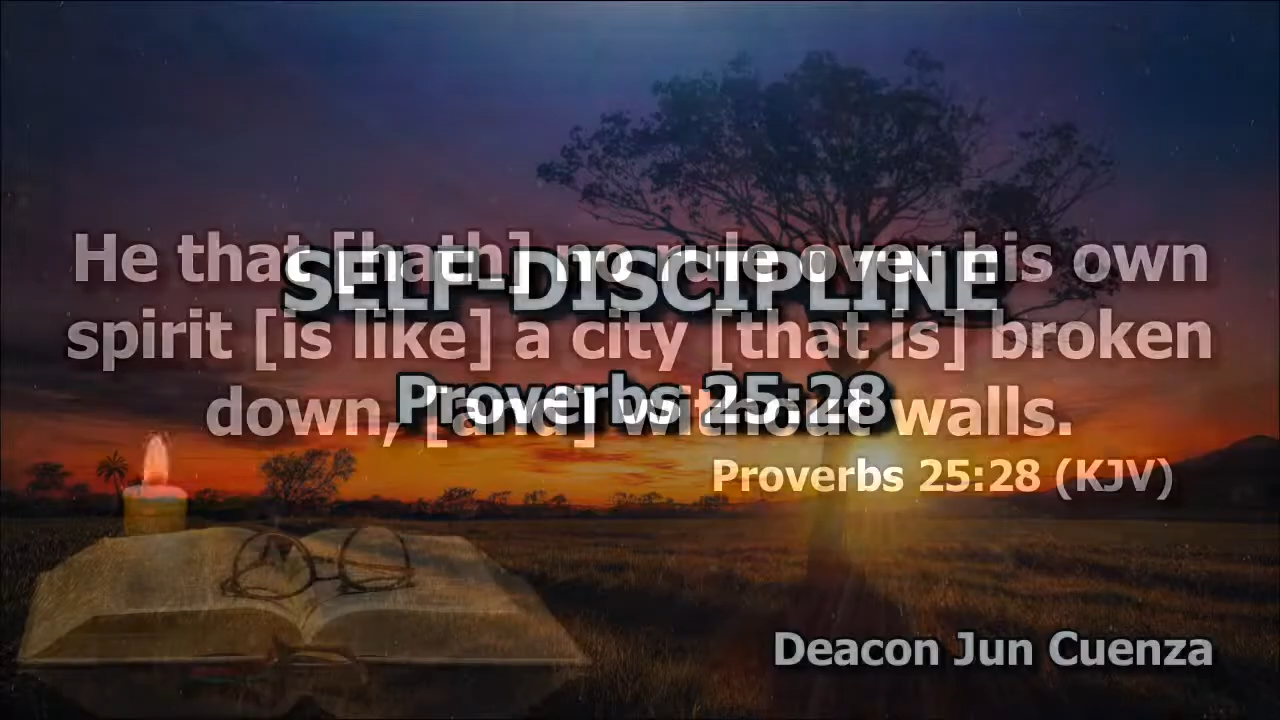 He that [hath] no rule over his own
SELF-DISCIPLINE
spirit [is like] a city [that is] broken
Proverbs 25:28
down, [and] without walls.
Proverbs 25:28 (KJV)
Deacon Jun Cuenza